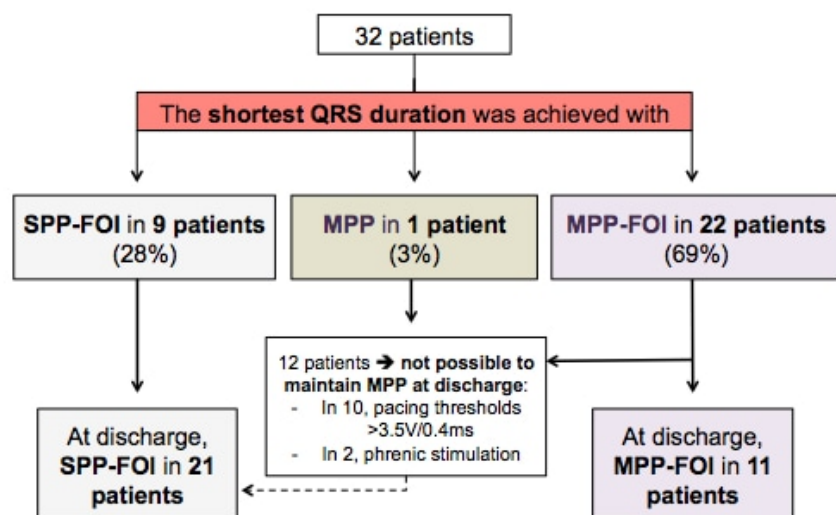 32 patients
The shortest QRS duration was achieved with
SPP-FOI in 9 patients
(28%)
MPP in 1 patient
(3%)
MPP-FOI in 22 patients
(69%)
12 patients ➔ not possible to
maintain MPP at discharge:
- In 10, pacing thresholds
>3.5V/0.4ms
- In 2, phrenic stimulation
At discharge,
SPP-FOI in 21
patients
At discharge,
MPP-FOI in 11
patients